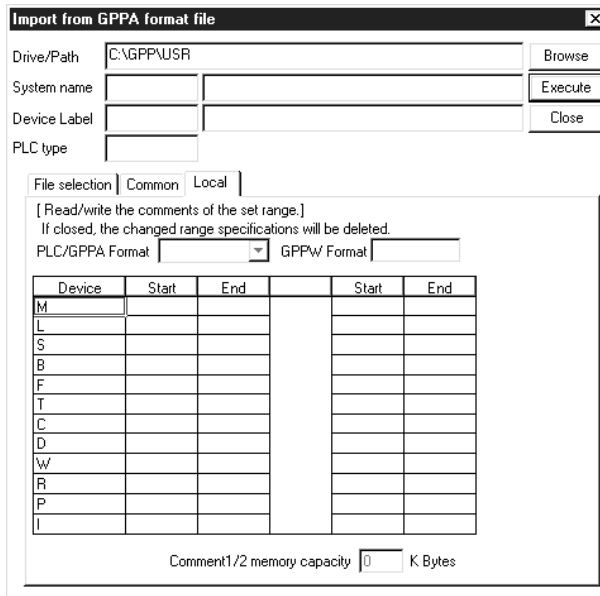 Import from GPPA format file
Drive/Path C:\GPP\USR Browse
System name Execute
Device Label Close
PLC type
File selection Common Local
[ Read/write the comments of the set range.]
If closed, the changed range specifications will be deleted.
PLC/GPPA Format GPPW Format
Device Start End Start End
M
L
S
B
F
T
C
D
W
R
P
I
Comment1/2 memory capacity 0 K Bytes